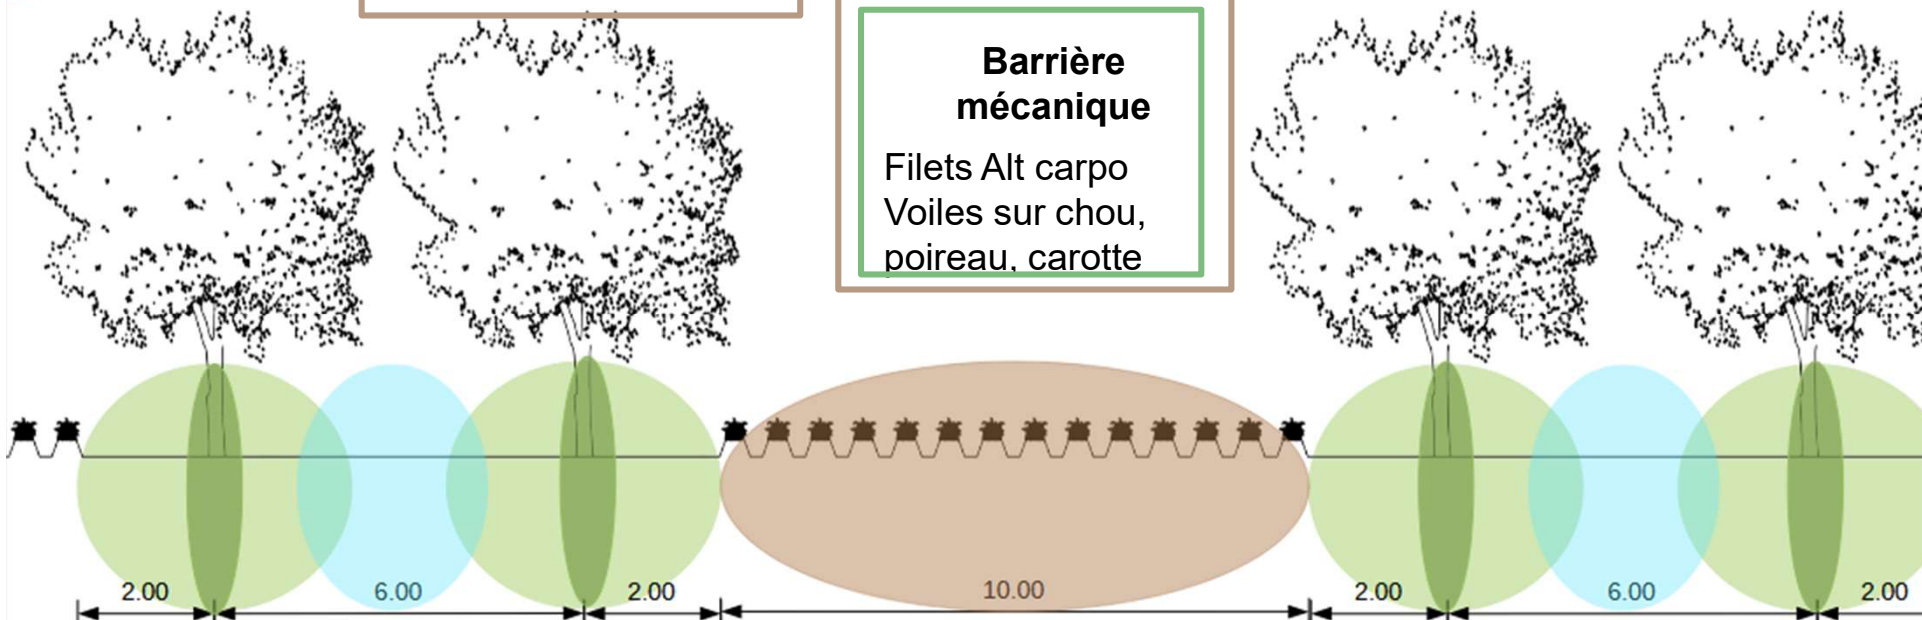 Barrière
mécanique
Filets Alt carpo
Voiles sur chou,
poireau, carotte
2.00 6.00 2.00 10.00 2.00 6.00 2.00